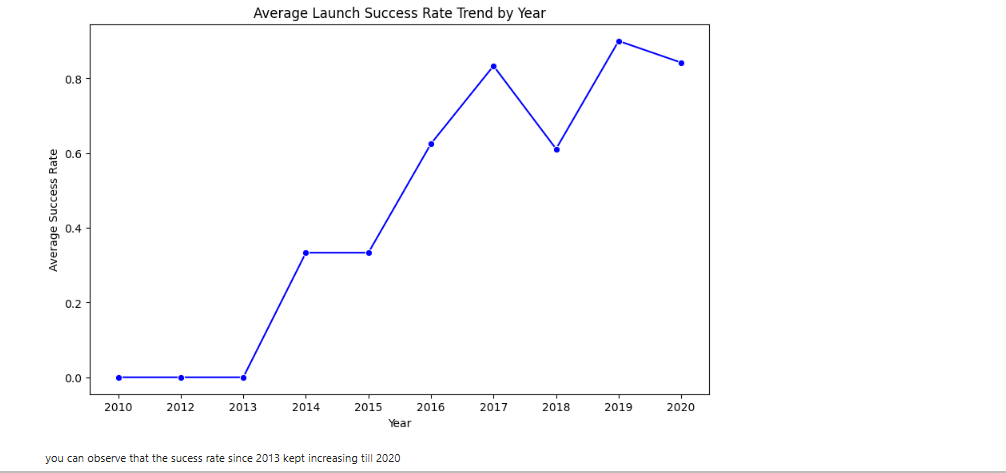 Average Launch Success Rate Trend by Year
Average Success Rate
0.8
0.6
0.4
0.2
0.0
2010 2012 2013 2014 2015 2016 2017 2018 2019 2020
Year
you can observe that the sucess rate since 2013 kept increasing till 2020